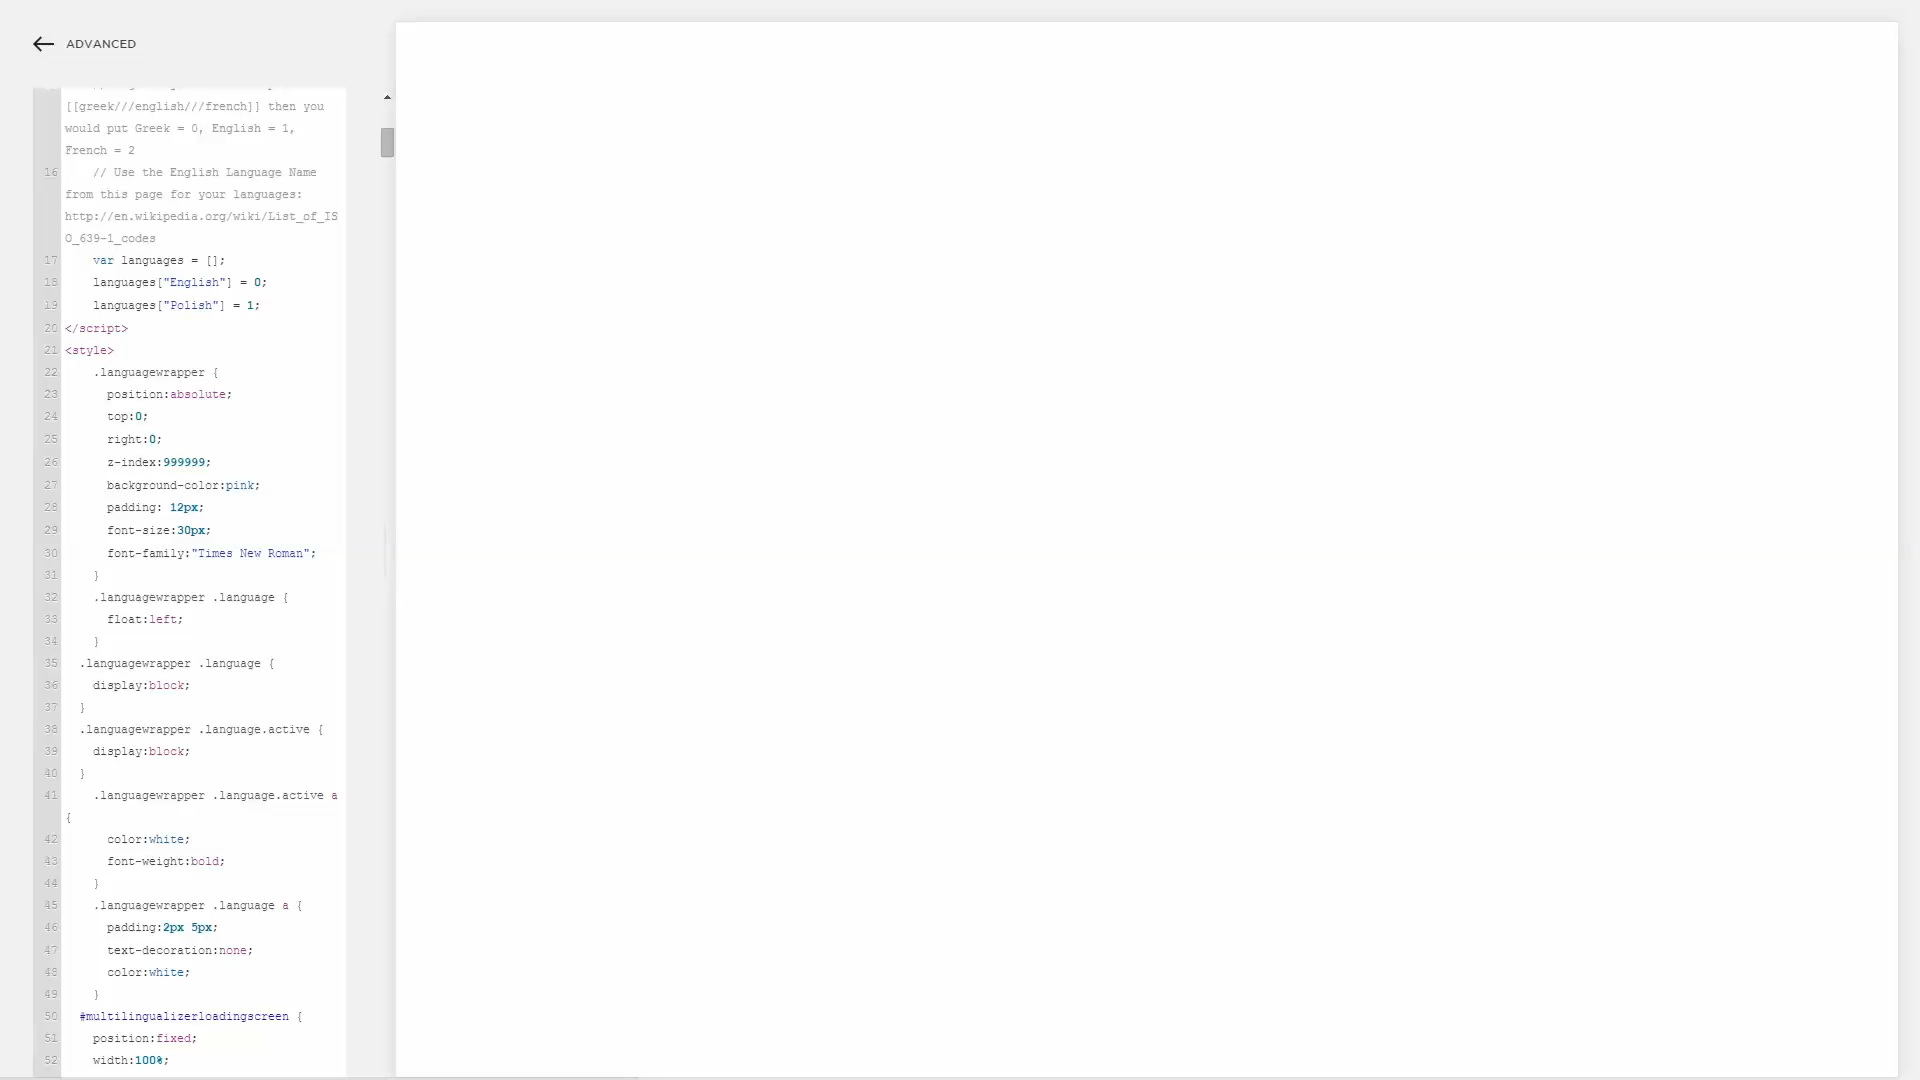 ADVANCED
[[greek///english///french]] then you
would put Greek = 0, English = 1,
French = 2
16 // Use the English Language Name
from this page for your languages:
http://en.wikipedia.org/wiki/List_of_IS
O_639-1_codes
17 var languages = [];
18 languages["English"] = 0;
19 languages["Polish"] = 1;
20 </script>
21 <style>
22 .languagewrapper {
23 position:absolute;
24 top:0;
25 right:0;
26 z-index:999999;
27 background-color:pink;
28 padding: 12px;
29 font-size:30px;
30 font-family:"Times New Roman";
31 }
32 .languagewrapper .language {
33 float:left;
34 }
35 .languagewrapper .language {
36 display:block;
37 }
38 .languagewrapper .language.active {
39 display:block;
40 }
41 .languagewrapper .language.active a
{
42 color:white;
43 font-weight:bold;
44 }
45 .languagewrapper .language a {
46 padding:2px 5px;
47 text-decoration:none;
48 color:white;
49 }
50 #multilingualizerloadingscreen {
51 position:fixed;
52 width:100%;